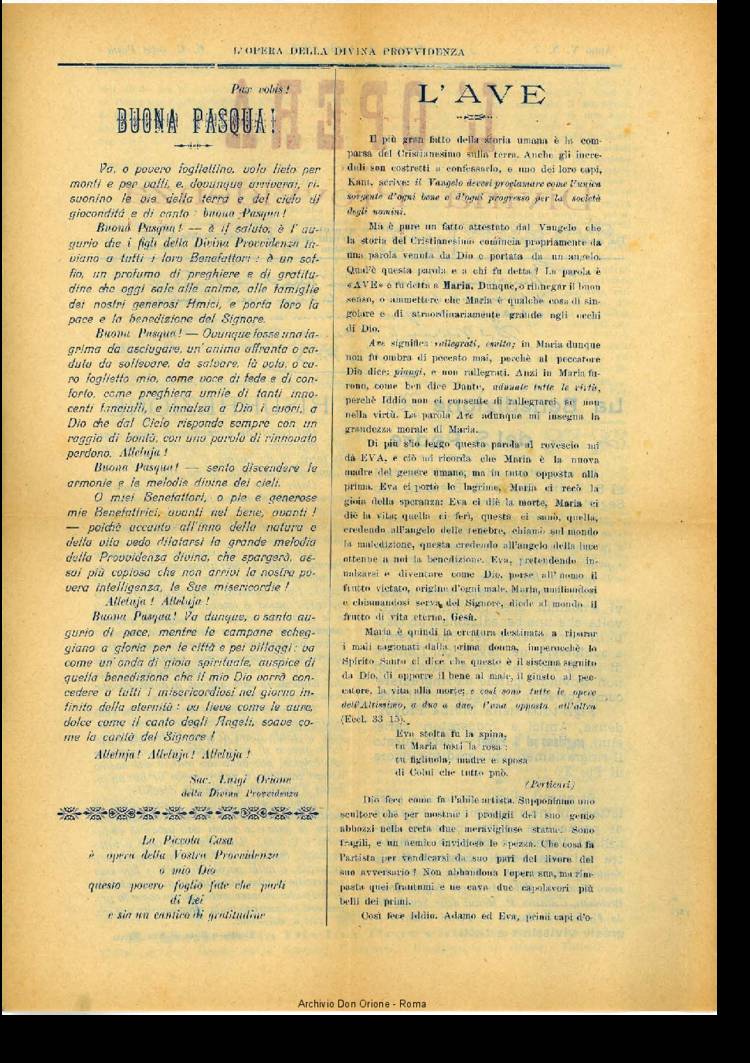 L'OPERA DELLA DIVINA PROVVIDENZA
Pax vobis!
BUONA PASQUA!
Va, o povero fogliettino, vola lieto per
monti e per valli, e, dovunque arriverai, ri-
suonino le vie della terra e del cielo di
giocondità e di canto: buona Pasqua!
Buona Pasqua! — è il saluto, è l'au-
gurio che i figli della Divina Provvidenza in-
viano a tutti i loro Benefattori: è un sof-
fio, un profumo di preghiere e di gratitu-
dine che oggi sale alle anime, alle famiglie
dei nostri generosi Amici, e porta loro la
pace e la benedizione del Signore.
Buona Pasqua! — Ovunque fosse una la-
grima da asciugare, un'anima affranta o ca-
duta da sollevare, da salvare, là vola, o ca-
ro foglietto mio, come voce di fede e di con-
forto, come preghiera umile di tanti inno-
centi fanciulli, e innalza a Dio i cuori, a
Dio che dal Cielo risponde sempre con un
raggio di bontà, con una parola di rinnovato
perdono. Alleluja!
Buona Pasqua! — sento discendere le
armonie e le melodie divine dei cieli.
O miei Benefattori, o pie e generose
mie Benefattrici, avanti nel bene, avanti!
— poichè accanto all'inno della natura e
della vita vedo dilatarsi la grande melodia
della Provvidenza divina, che spargerà, as-
sai più copiosa che non arrivi la nostra po-
vera intelligenza, le Sue misericordie!
Alleluja! Alleluja!
Buona Pasqua! Va dunque, o santo au-
gurio di pace, mentre le campane echeg-
giano a gloria per le città e pei villaggi: va
come un'onda di gioia spirituale, auspice di
quella benedizione che il mio Dio vorrà con-
cedere a tutti i misericordiosi nel giorno in-
finito della eternità: va lieve come le aure,
dolce come il canto degli Angeli, soave co-
me la carità del Signore!
Alleluja! Alleluja! Alleluja!
Sac. Luigi Orione
della Divina Provvidenza
La Piccola Casa
è opera della Vostra Provvidenza
o mio Dio
questo povero foglio fate che parli
di Lei
e sia un cantico di gratitudine
L'AVE
Il più gran fatto della storia umana è la com-
parsa del Cristianesimo sulla terra. Anche gli incre-
duli son costretti a confessarlo, e uno dei loro capi,
Kant, scrive: il Vangelo devesi proclamare come l'unica
sorgente d'ogni bene e d'ogni progresso per la società
degli uomini.
Ma è pure un fatto attestato dal Vangelo che
la storia del Cristianesimo comincia propriamente da
una parola venuta da Dio e portata da un angelo.
Qual'è questa parola e a chi fu detta? La parola è
«AVE» e fu detta a Maria. Dunque, o rinnegar il buon
senso, o ammettere che Maria è qualche cosa di sin-
golare e di straordinariamente grande agli occhi
di Dio.
Ave significa rallegrati, esulta; in Maria dunque
non fu ombra di peccato mai, perchè al peccatore
Dio dice: piangi, e non rallegrati. Anzi in Maria fu-
rono, come ben dice Dante, adunate tutte le virtù,
perchè Iddio non ci consente di rallegrarci se non
nella virtù. La parola Ave adunque mi insegna la
grandezza morale di Maria.
Di più s'io leggo questa parola al rovescio mi
dà EVA, e ciò mi ricorda che Maria è la nuova
madre del genere umano, ma in tutto opposta alla
prima. Eva ci portò le lagrime, Maria ci recò la
gioia della speranza: Eva ci diè la morte, Maria ci
diè la vita; quella ci ferì, questa ci sanò, quella,
credendo all'angelo delle tenebre, chiamò sul mondo
la maledizione, questa credendo all'angelo della luce
ottenne a noi la benedizione. Eva, pretendendo in-
nalzarsi e diventare come Dio, porse all'uomo il
frutto vietato, origine d'ogni male, Maria, umiliandosi
e chiamandosi serva del Signore, diede al mondo il
frutto di vita eterna, Gesù.
Maria è quindi la creatura destinata a riparar
i mali cagionati dalla prima donna, imperocchè lo
Spirito Santo ci dice che questo è il sistema seguito
da Dio, di opporre il bene al male, il giusto al pec-
catore, la vita alla morte; e così sono tutte le opere
dell'Altissimo, a due a due, l'una opposta all'altra
(Eccl. 33 15).
Eva stolta fu la spina,
tu Maria fosti la rosa:
tu figliuola, madre e sposa
di Colui che tutto può.
(Perticari)
Dio fece come fa l'abile artista. Supponiamo uno
scultore che per mostrar i prodigii del suo genio
abbozzi nella creta due meravigliose statue. Sono
fragili, e un nemico invidioso le spezza. Che cosa fa
l'artista per vendicarsi da suo pari del livore del
suo avversario? Non abbandona l'opera sua, ma rim-
pasta quei frantumi e ne cava due capolavori più
belli dei primi.
Così fece Iddio. Adamo ed Eva, primi capi d'o-
Archivio Don Orione - Roma